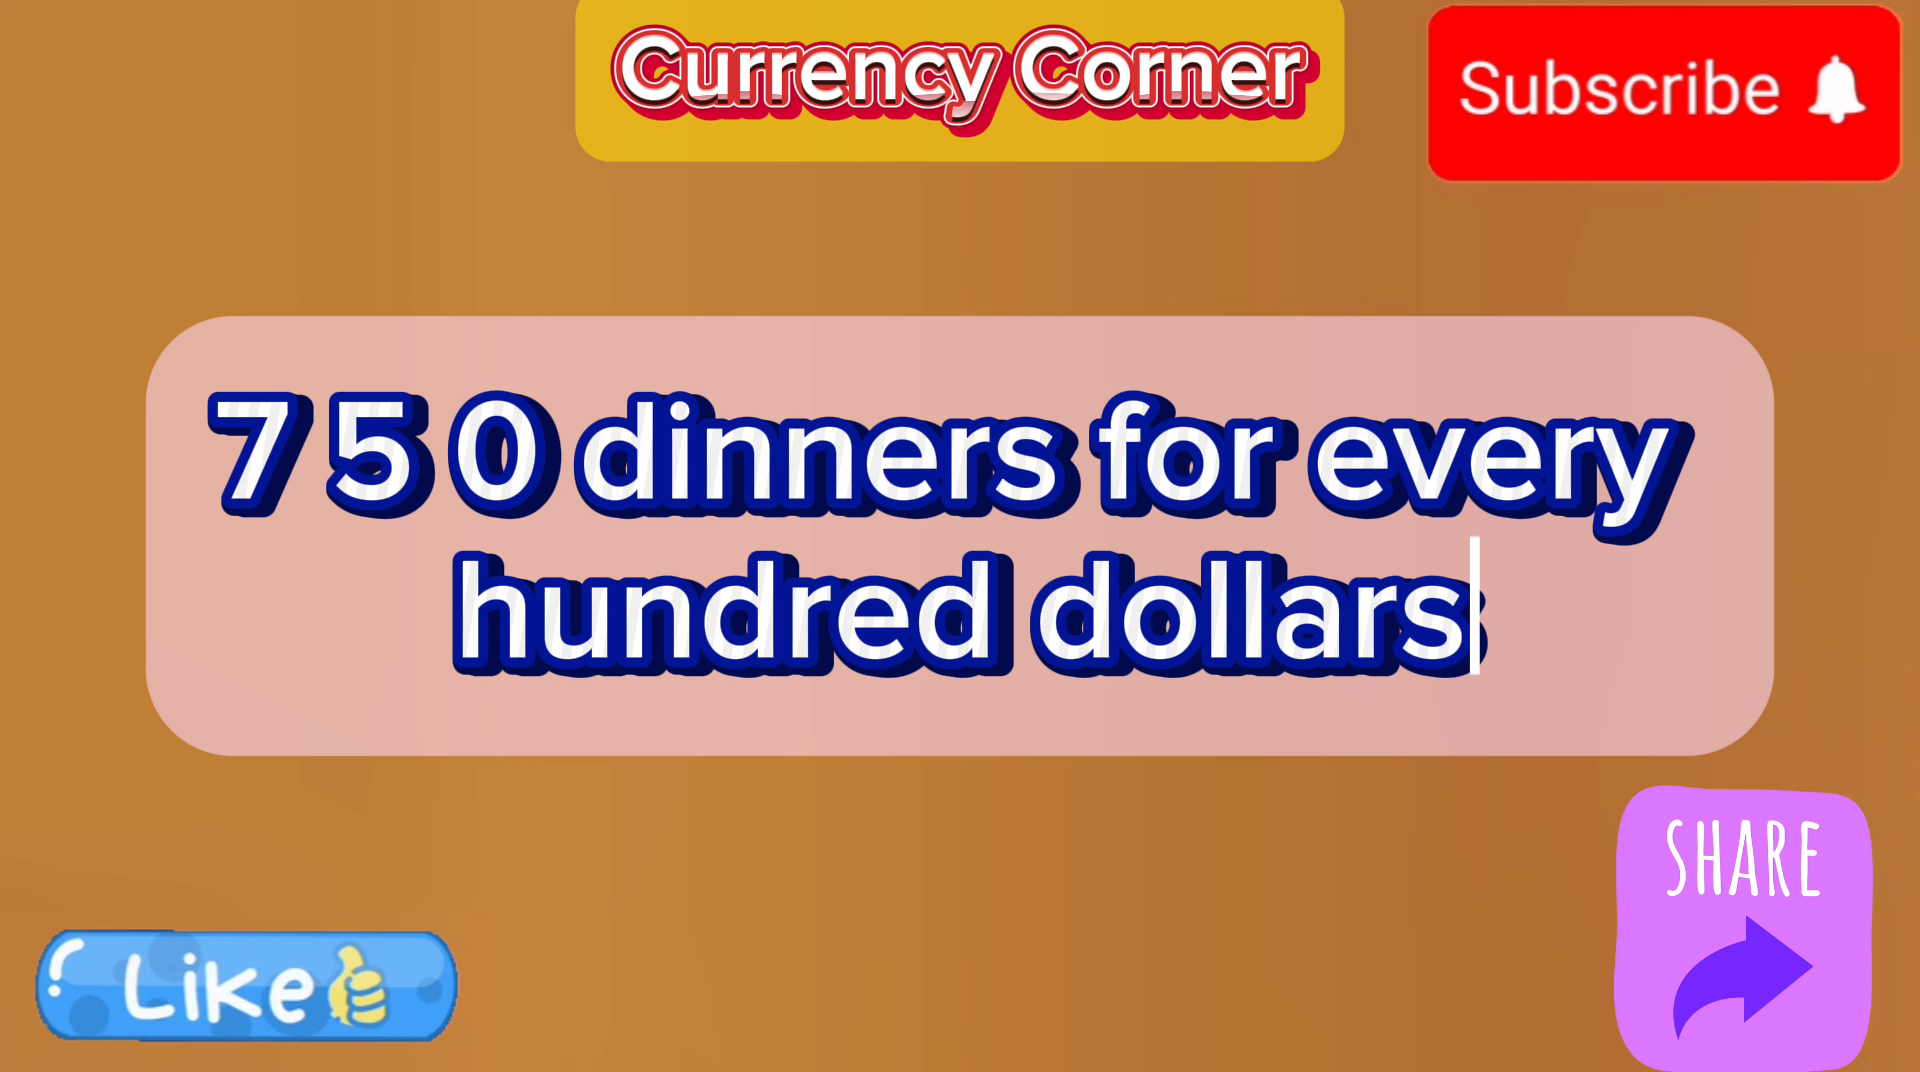 Currency Corner
Subscribe
7 5 0 dinners for every
hundred dollars
SHARE
Like